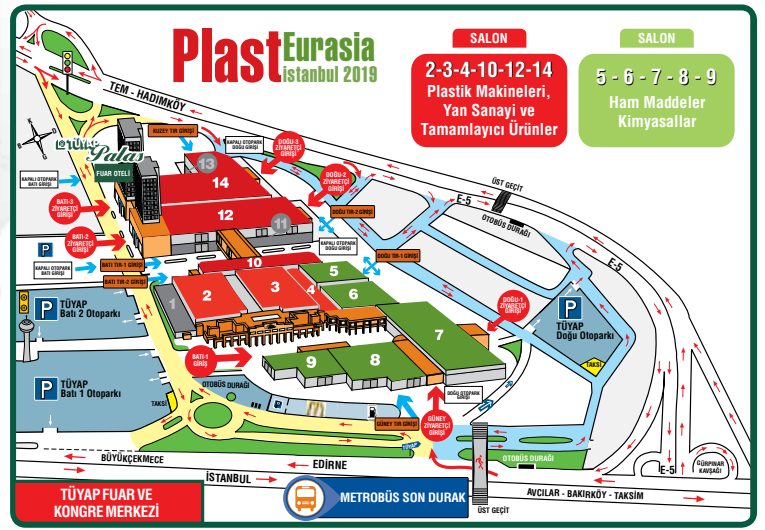 Plast Eurasia
istanbul 2019
SALON
2-3-4-10-12-14
Plastik Makineleri,
Yan Sanayi ve
Tamamlayıcı Ürünler
SALON
5 - 6 - 7 - 8 - 9
Ham Maddeler
Kimyasallar
TEM - HADIMKÖY
KUZEY TIR GİRİŞİ
KAPALI OTOPARK
DOĞU GİRİŞİ
DOĞU-3
ZİYARETÇİ
GİRİŞİ
TÜYAP
Palas
FUAR OTELİ
13
14
DOĞU-2
ZİYARETÇİ
GİRİŞİ
ÜST GEÇİT
E-5
OTOBÜS DURAĞI
KAPALI OTOPARK
BATI GİRİŞİ
BATI-3
ZİYARETÇİ
GİRİŞİ
12
11
DOĞU TIR-2 GİRİŞİ
BATI-2
ZİYARETÇİ
GİRİŞİ
P
KAPALI OTOPARK
DOĞU GİRİŞİ
DOĞU TIR-1 GİRİŞİ
E-5
KAPALI OTOPARK
BATI GİRİŞİ
BATI TIR-1 GİRİŞİ
BATI TIR-2 GİRİŞİ
10
5
1
2
3
4
6
P
TÜYAP
Batı 2 Otoparkı
DOĞU-1
ZİYARETÇİ
GİRİŞİ
P
TÜYAP
Doğu Otoparkı
7
BATI-1
GİRİŞ
9
8
TAKSİ
P
TÜYAP
Batı 1 Otoparkı
OTOBÜS DURAĞI
TAKSİ
DOĞU OTOPARK
GİRİŞİ
GÜNEY TIR GİRİŞİ
GÜNEY
ZİYARETÇİ
GİRİŞİ
TÜYAP
OTOBÜS DURAĞI
BÜYÜKÇEKMECE
EDİRNE
E-5
GÜRPINAR
KAVŞAĞI
İSTANBUL
AVCILAR - BAKIRKÖY - TAKSİM
TÜYAP FUAR VE
KONGRE MERKEZİ
METROBÜS SON DURAK
ÜST GEÇİT